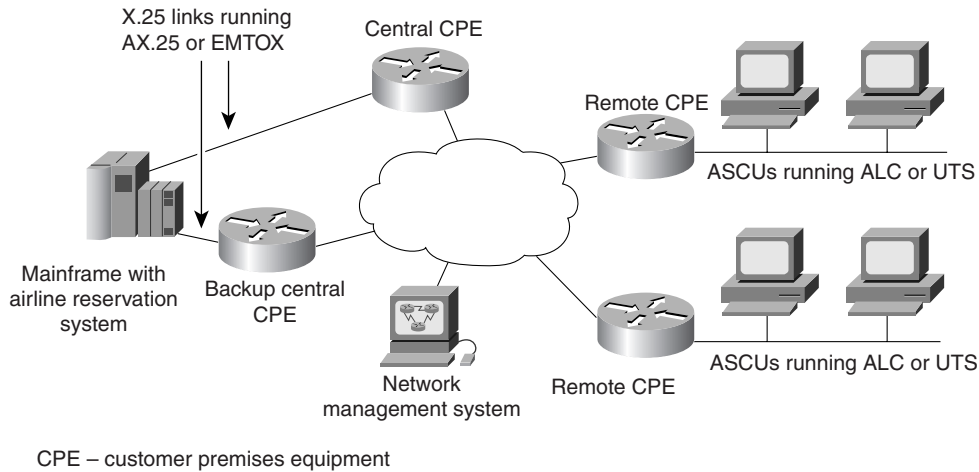 X.25 links running
AX.25 or EMTOX
Central CPE
Remote CPE
ASCUs running ALC or UTS
Mainframe with
airline reservation
system
Backup central
CPE
Network
management system
Remote CPE
ASCUs running ALC or UTS
CPE – customer premises equipment